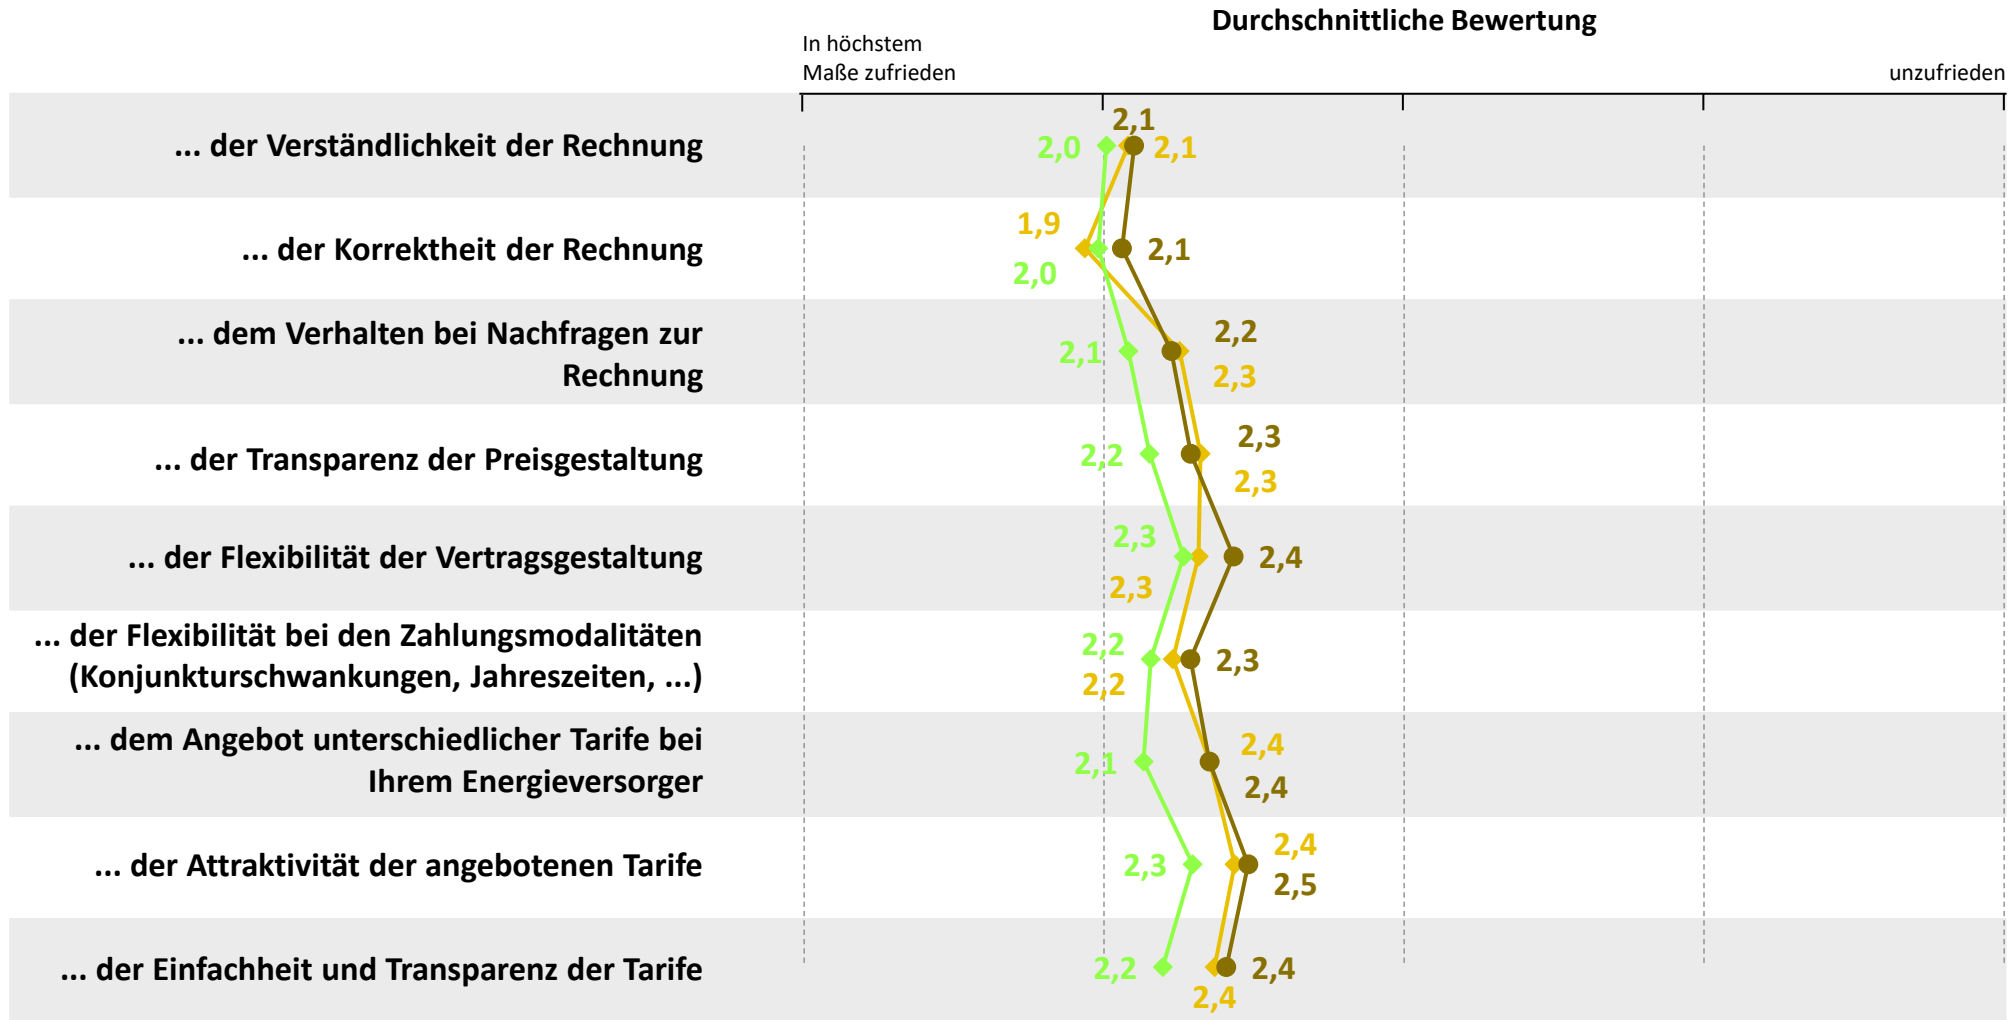 Durchschnittliche Bewertung
In höchstem
Maße zufrieden
unzufrieden
... der Verständlichkeit der Rechnung
2,1
2,0
2,1
... der Korrektheit der Rechnung
1,9
2,0
2,1
... dem Verhalten bei Nachfragen zur
Rechnung
2,1
2,2
2,3
... der Transparenz der Preisgestaltung
2,2
2,3
2,3
... der Flexibilität der Vertragsgestaltung
2,3
2,3
2,4
... der Flexibilität bei den Zahlungsmodalitäten
(Konjunkturschwankungen, Jahreszeiten, ...)
2,2
2,2
2,3
... dem Angebot unterschiedlicher Tarife bei
Ihrem Energieversorger
2,1
2,4
2,4
... der Attraktivität der angebotenen Tarife
2,3
2,4
2,5
... der Einfachheit und Transparenz der Tarife
2,2
2,4
2,4